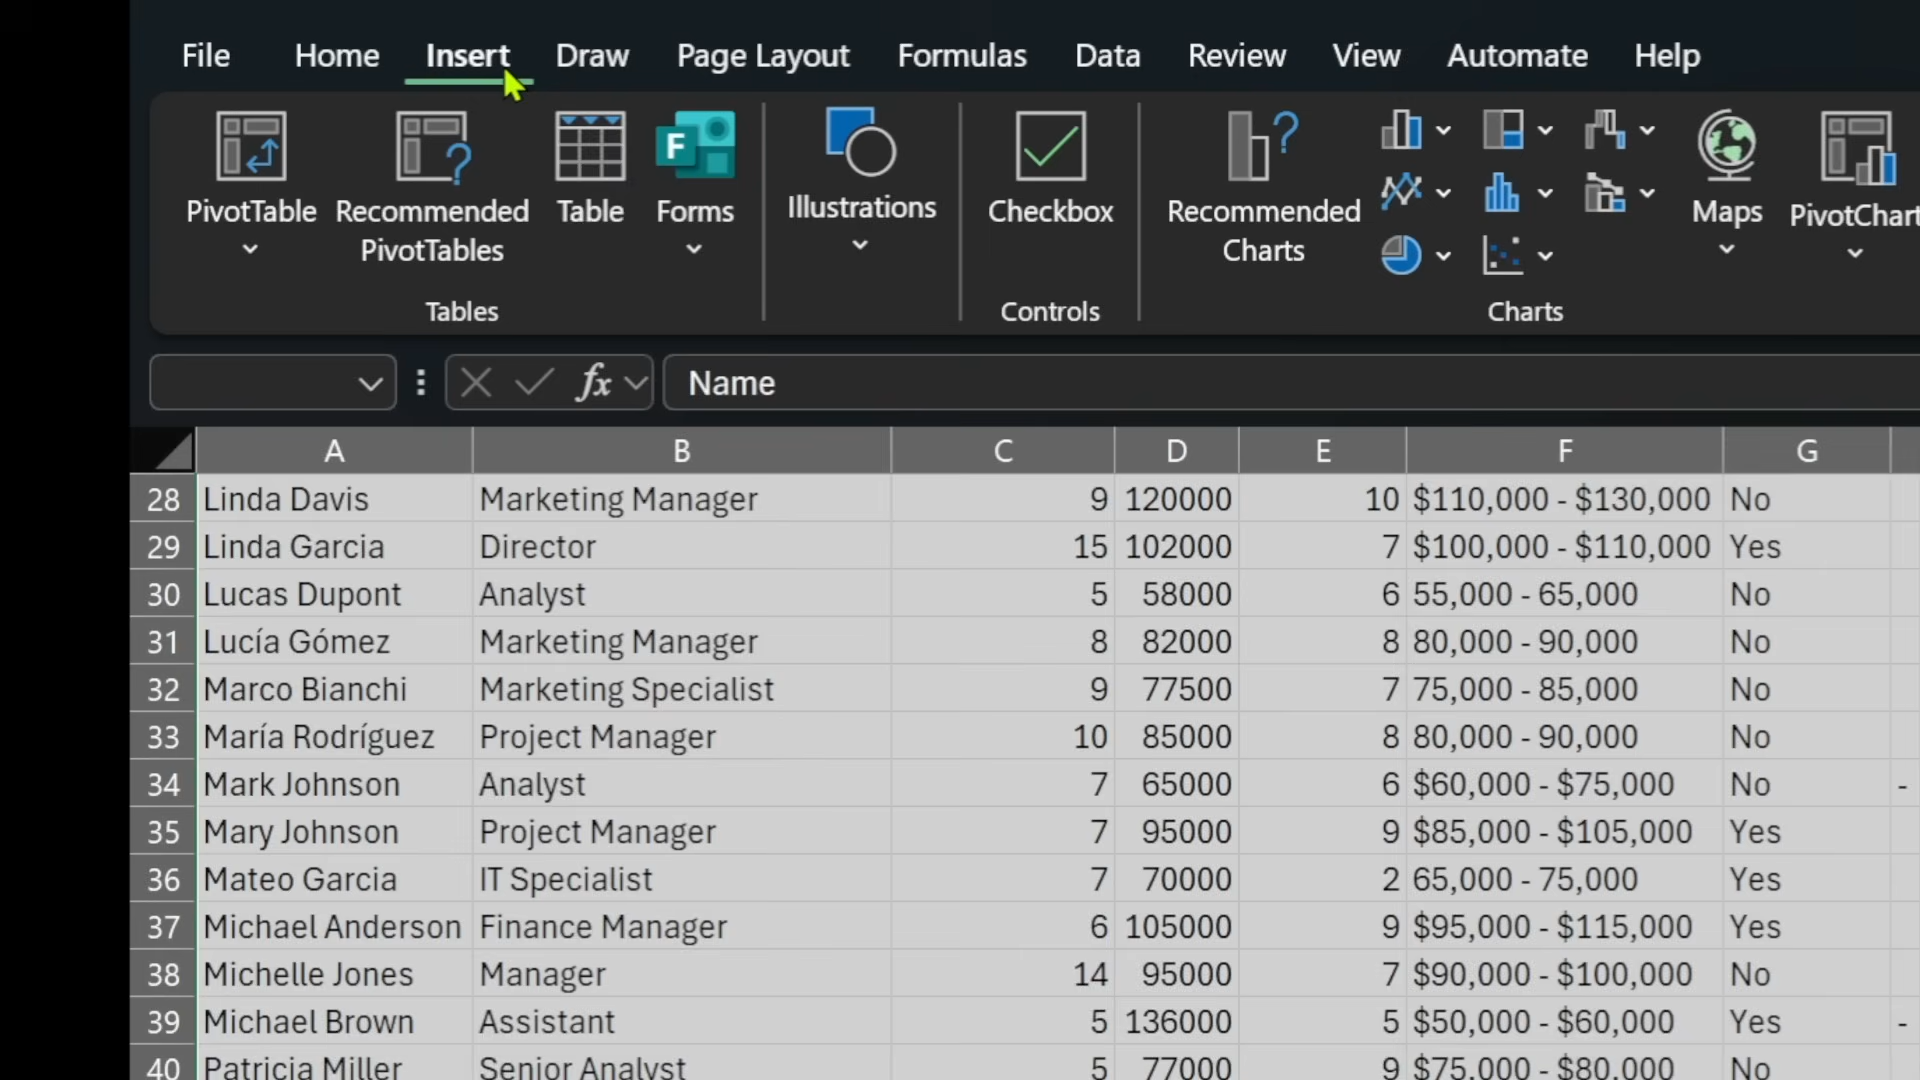 File Home Insert Draw Page Layout Formulas Data Review View Automate Help
PivotTable Recommended PivotTables Table Forms Illustrations Checkbox Recommended Charts Maps PivotChart
Tables Controls Charts
fx Name
A B C D E F G
28 Linda Davis Marketing Manager 9 120000 10 $110,000 - $130,000 No
29 Linda Garcia Director 15 102000 7 $100,000 - $110,000 Yes
30 Lucas Dupont Analyst 5 58000 6 55,000 - 65,000 No
31 Lucía Gómez Marketing Manager 8 82000 8 80,000 - 90,000 No
32 Marco Bianchi Marketing Specialist 9 77500 7 75,000 - 85,000 No
33 María Rodríguez Project Manager 10 85000 8 80,000 - 90,000 No
34 Mark Johnson Analyst 7 65000 6 $60,000 - $75,000 No -
35 Mary Johnson Project Manager 7 95000 9 $85,000 - $105,000 Yes
36 Mateo Garcia IT Specialist 7 70000 2 65,000 - 75,000 Yes
37 Michael Anderson Finance Manager 6 105000 9 $95,000 - $115,000 Yes
38 Michelle Jones Manager 14 95000 7 $90,000 - $100,000 No
39 Michael Brown Assistant 5 136000 5 $50,000 - $60,000 Yes -
40 Patricia Miller Senior Analyst 5 77000 9 $75,000 - $80,000 No